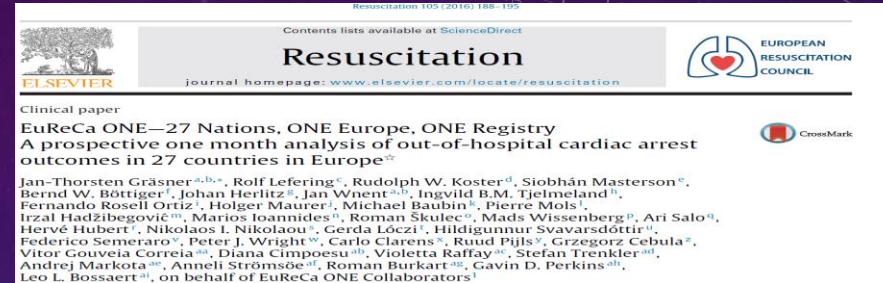 Resuscitation 105 (2016) 188–195
Contents lists available at ScienceDirect
Resuscitation
journal homepage: www.elsevier.com/locate/resuscitation
ELSEVIER
EUROPEAN
RESUSCITATION
COUNCIL
Clinical paper
EuReCa ONE—27 Nations, ONE Europe, ONE Registry
A prospective one month analysis of out-of-hospital cardiac arrest
outcomes in 27 countries in Europe☆
CrossMark
Jan-Thorsten Gräsner a,b,∗, Rolf Lefering c, Rudolph W. Koster d, Siobhán Masterson e,
Bernd W. Böttiger f, Johan Herlitz g, Jan Wnent a,b, Ingvild B.M. Tjelmeland h,
Fernando Rosell Ortiz i, Holger Maurer j, Michael Baubin k, Pierre Mols l,
Irzal Hadžibegović m, Marios Ioannides n, Roman Škulec o, Mads Wissenberg p, Ari Salo q,
Hervé Hubert r, Nikolaos I. Nikolaou s, Gerda Lóczi t, Hildigunnur Svavarsdóttir u,
Federico Semeraro v, Peter J. Wright w, Carlo Clarens x, Ruud Pijls y, Grzegorz Cebula z,
Vitor Gouveia Correia aa, Diana Cimpoesu ab, Violetta Raffay ac, Stefan Trenkler ad,
Andrej Markota ae, Anneli Strömsöe af, Roman Burkart ag, Gavin D. Perkins ah,
Leo L. Bossaert ai, on behalf of EuReCa ONE Collaborators 1